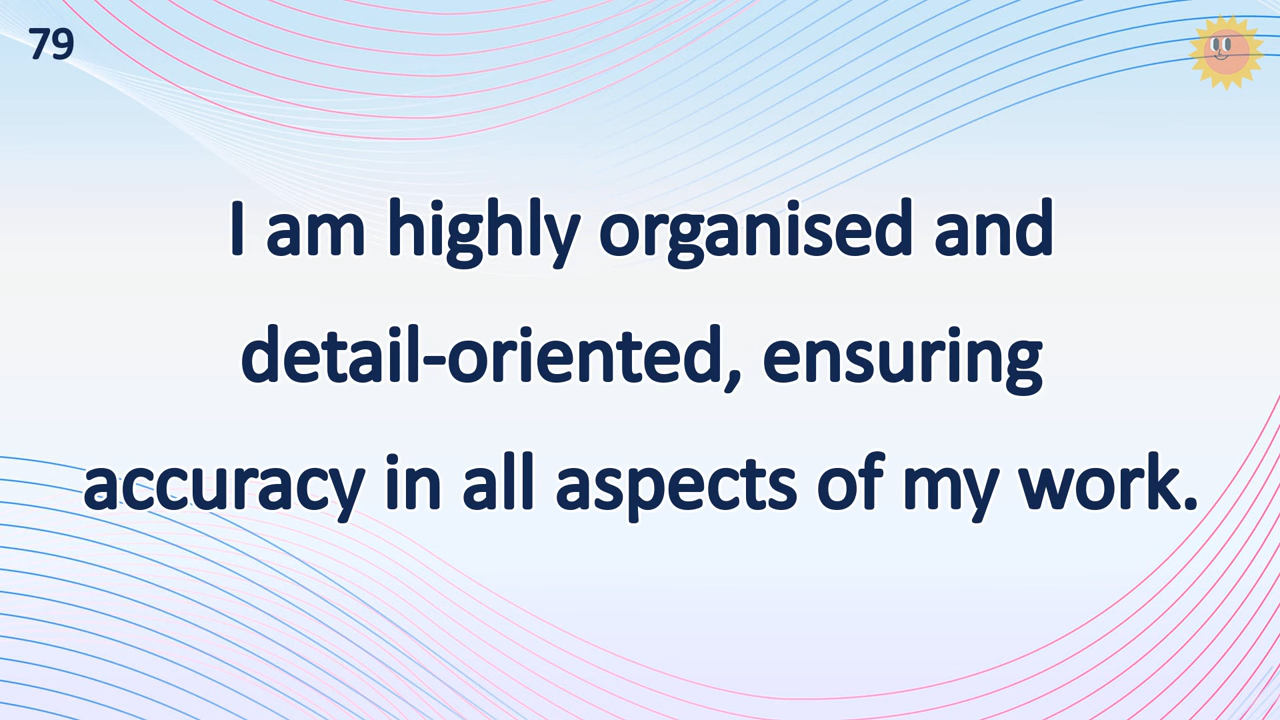 79
I am highly organised and
detail-oriented, ensuring
accuracy in all aspects of my work.